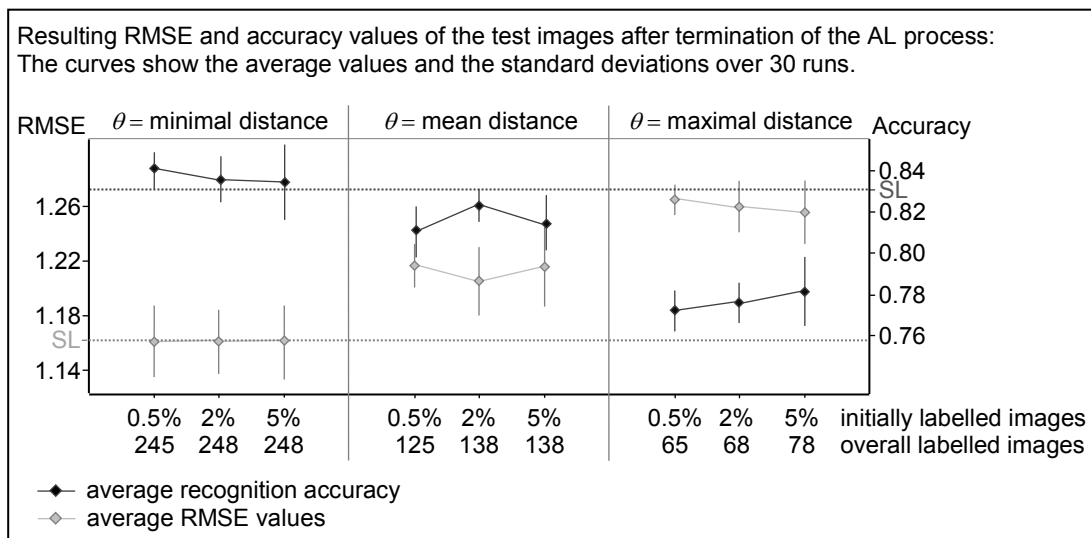 Resulting RMSE and accuracy values of the test images after termination of the AL process:
The curves show the average values and the standard deviations over 30 runs.
RMSE θ = minimal distance θ = mean distance θ = maximal distance Accuracy
0.84
SL
1.26 0.82
0.80
1.22
0.78
1.18
SL 0.76
1.14
0.5% 2% 5% 0.5% 2% 5% 0.5% 2% 5% initially labelled images
245 248 248 125 138 138 65 68 78 overall labelled images
average recognition accuracy
average RMSE values